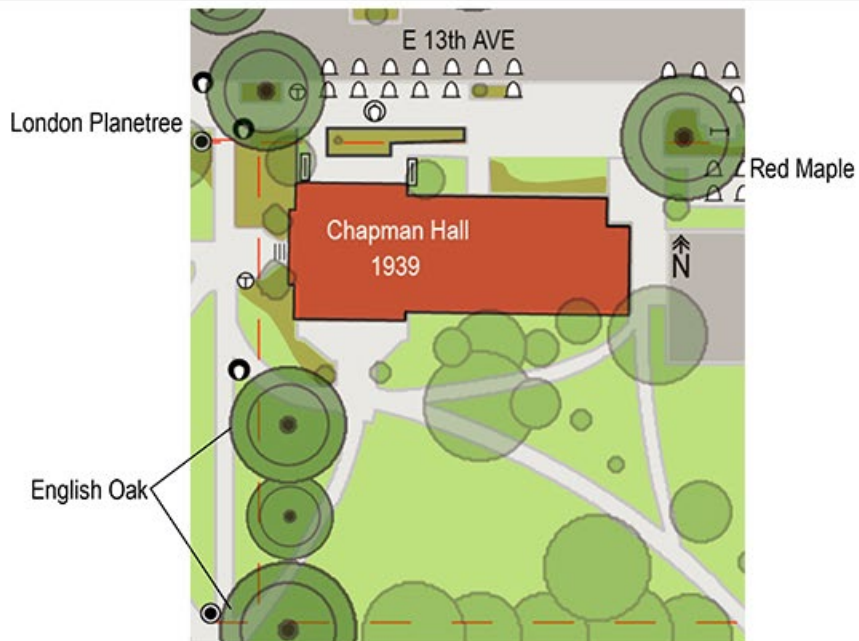 E 13th AVE
London Planetree
Red Maple
Chapman Hall
1939
N
English Oak